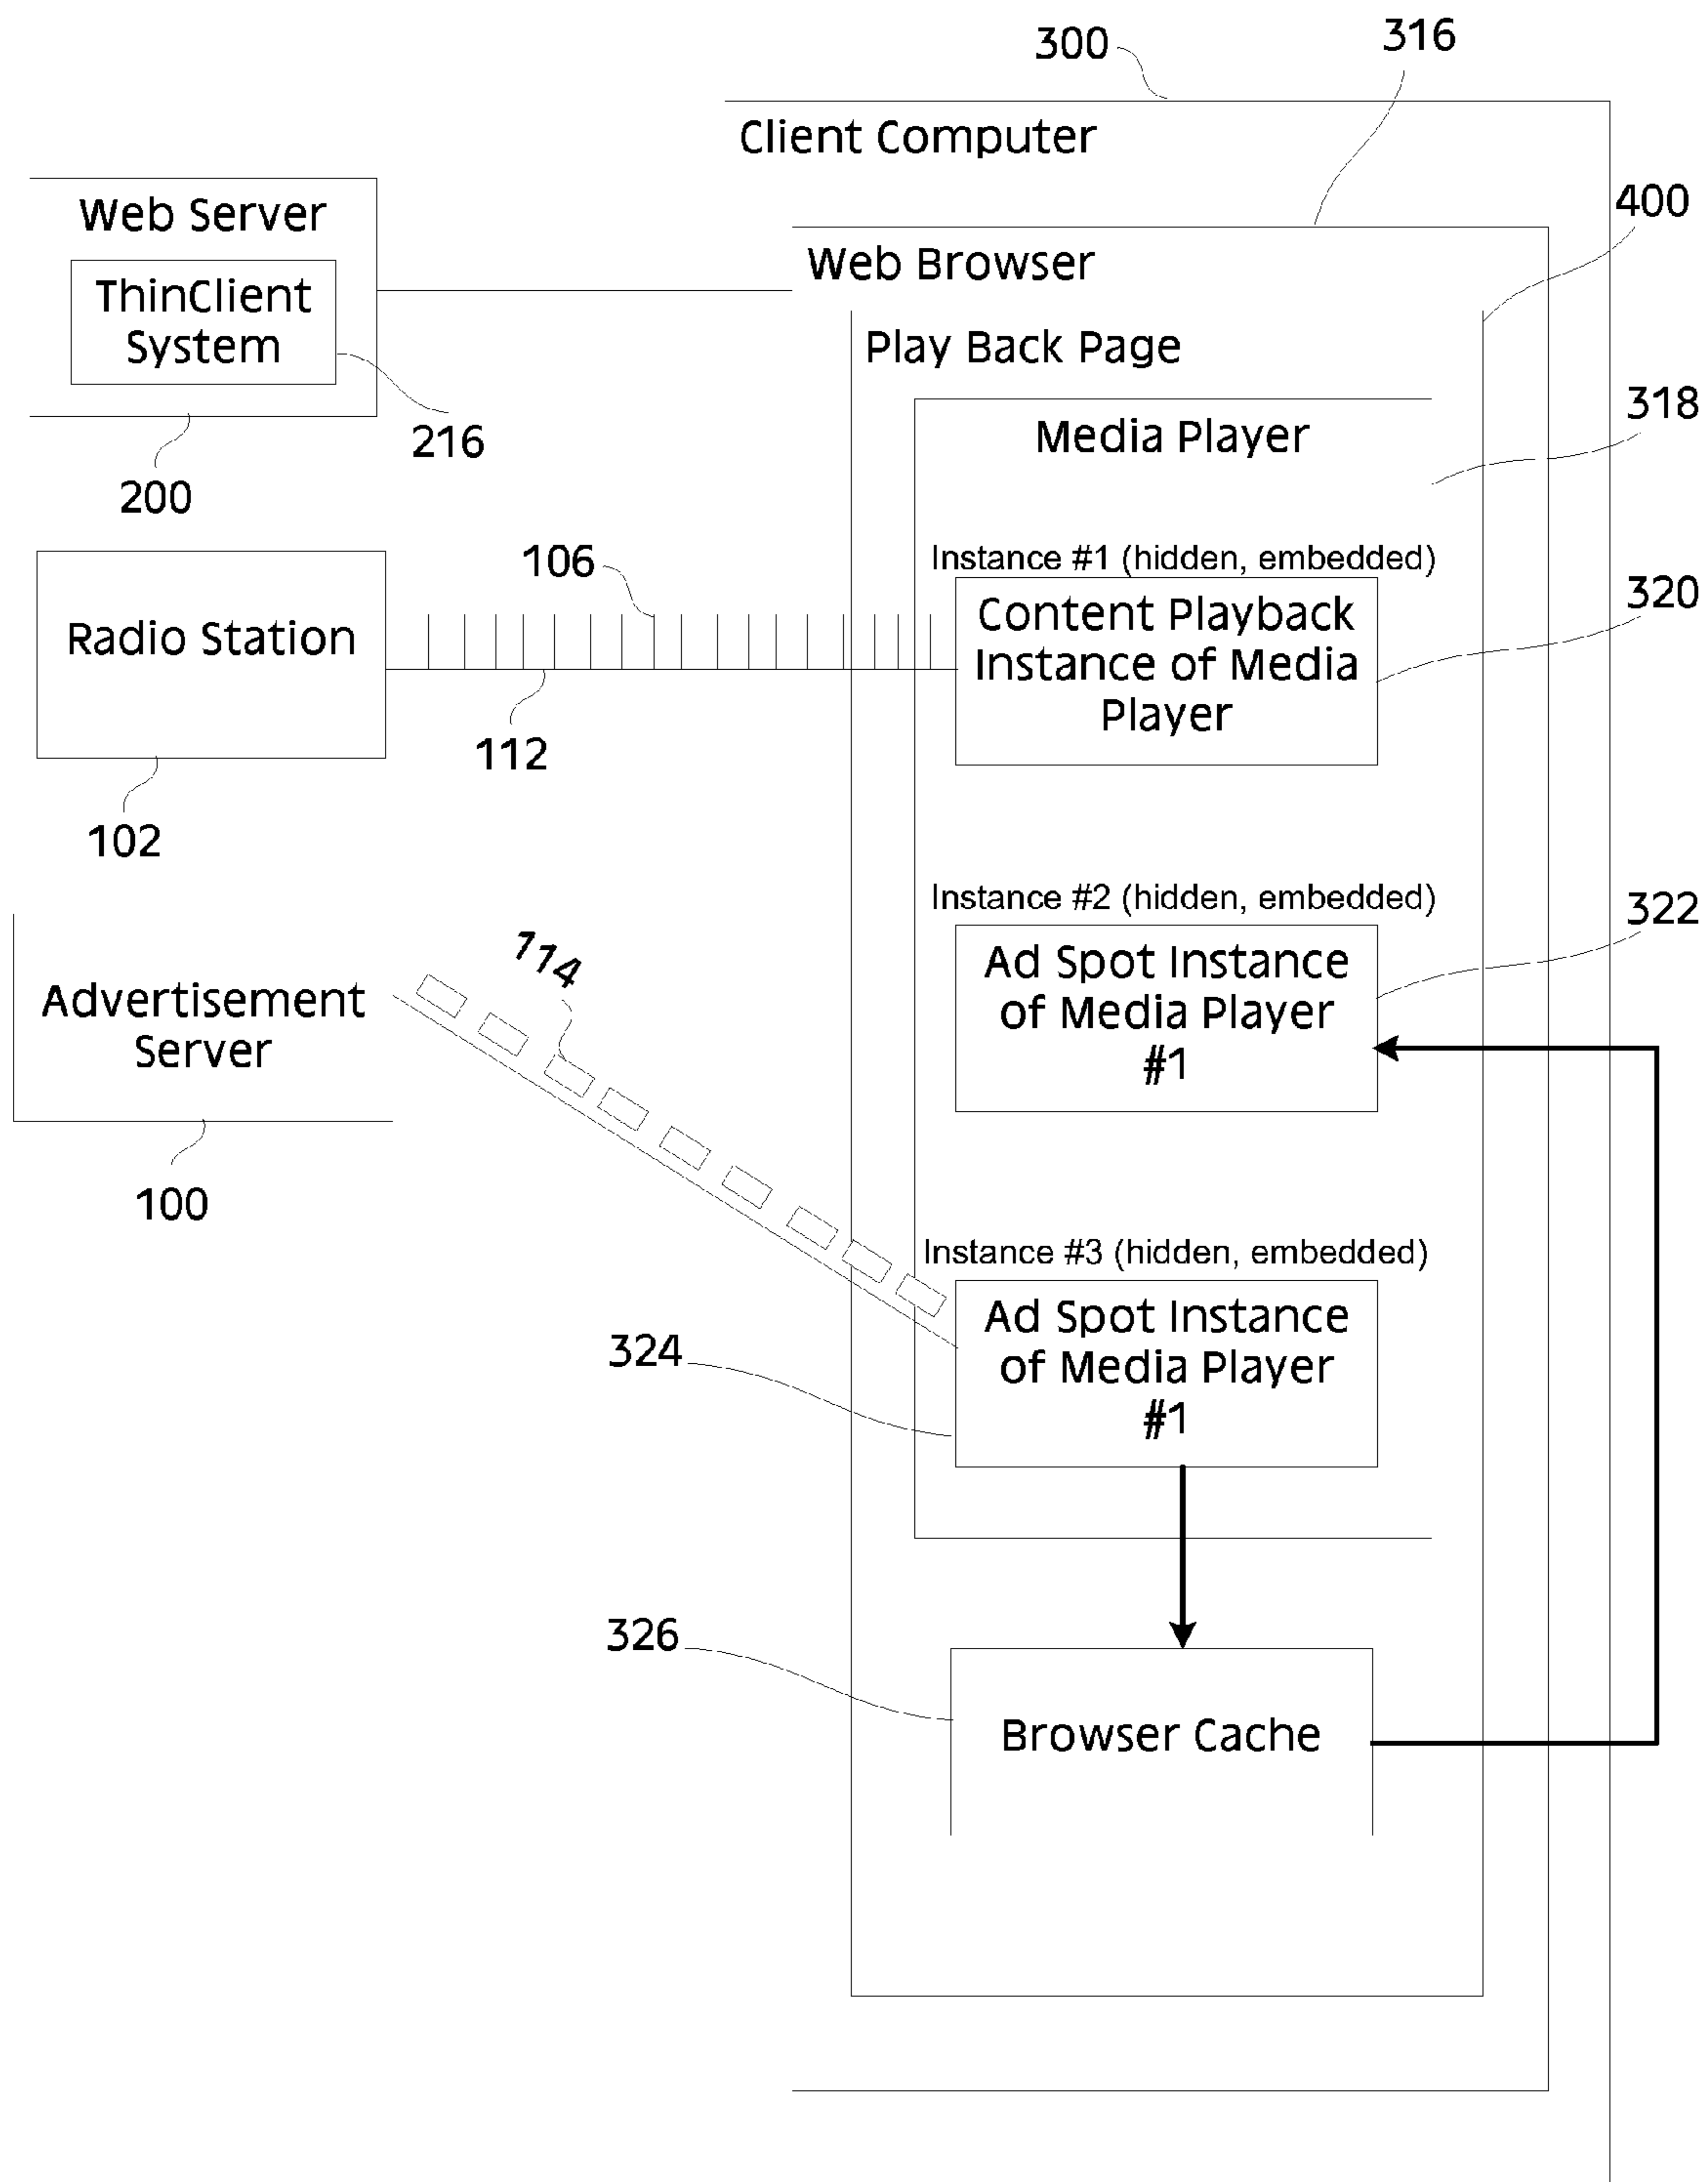 300
316
Client Computer
Web Server
400
Web Browser
ThinClient
System
Play Back Page
318
216
Media Player
200
106
Instance #1 (hidden, embedded)
320
Content Playback
Instance of Media
Player
Radio Station
112
102
Instance #2 (hidden, embedded)
322
114
Ad Spot Instance
of Media Player
#1
Advertisement
Server
100
Instance #3 (hidden, embedded)
324
Ad Spot Instance
of Media Player
#1
326
Browser Cache